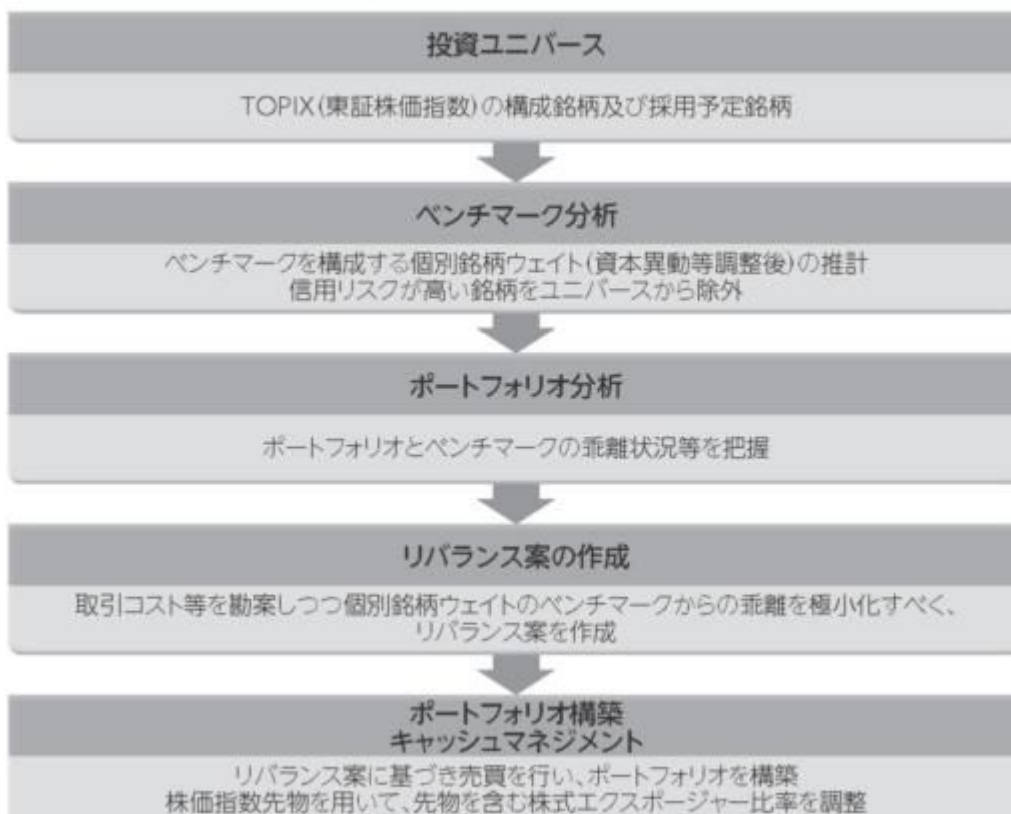 投資ユニバース
TOPIX(東証株価指数)の構成銘柄及び採用予定銘柄
ベンチマーク分析
ベンチマークを構成する個別銘柄ウェイト(資本異動等調整後)の推計
信用リスクが高い銘柄をユニバースから除外
ポートフォリオ分析
ポートフォリオとベンチマークの乖離状況等を把握
リバランス案の作成
取引コスト等を勘案しつつ個別銘柄ウェイトのベンチマークからの乖離を極小化すべく、
リバランス案を作成
ポートフォリオ構築
キャッシュマネジメント
リバランス案に基づき売買を行い、ポートフォリオを構築
株価指数先物を用いて、先物を含む株式エクスポージャー比率を調整